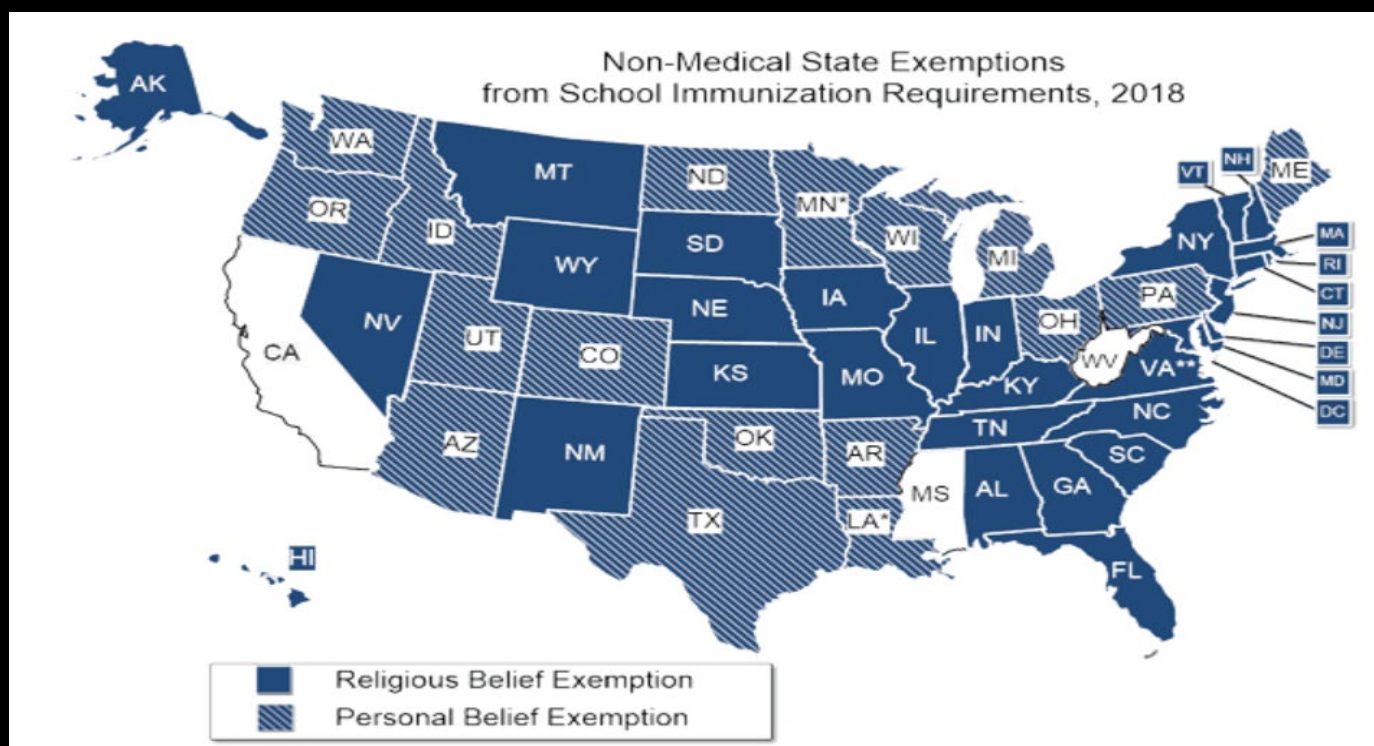 Non-Medical State Exemptions
from School Immunization Requirements, 2018
AK
WA
MT
ND
MN*
VT
NH
ME
OR
ID
SD
WI
MI
NY
MA
WY
RI
IA
PA
CT
NE
NV
IL
IN
OH
NJ
UT
CO
CA
DE
WV
VA**
KS
MO
KY
MD
DC
NC
TN
OK
AZ
NM
AR
SC
MS
AL
GA
TX
LA*
HI
FL
Religious Belief Exemption
Personal Belief Exemption